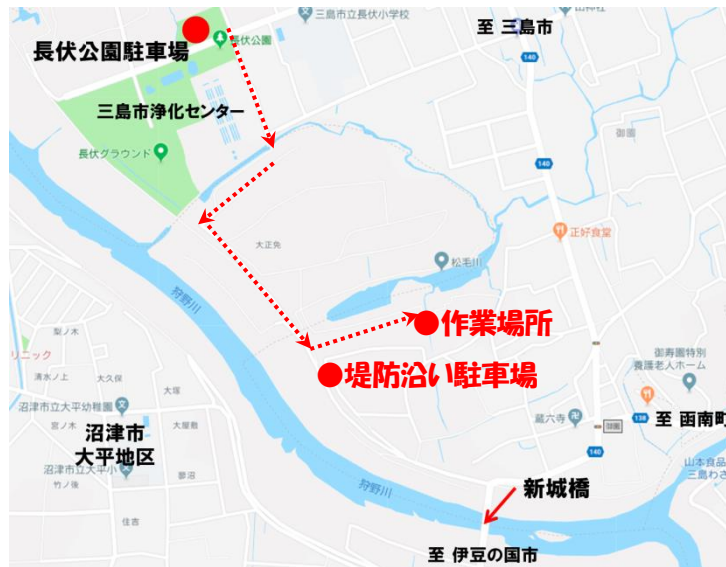 三島市立長伏小学校
至 三島市
長伏公園
長伏公園駐車場
140
三島市浄化センター
御園
長伏グラウンド
140
正好食堂
大正免
松毛川
狩野川
●作業場所
梨ノ木
リニック
御寿園特別
養護老人ホーム
清水ノ上
大久保
●堤防沿い駐車場
大塚
沼津市立大平幼稚園
宮ノ木
大屋敷
蔵六寺
136
至 函南町
沼津市
大平地区
140
沼津市立大平小
夢沼
竹ノ後
山本食品
三島わさ
新城橋
狩野川
住吉
至 伊豆の国市